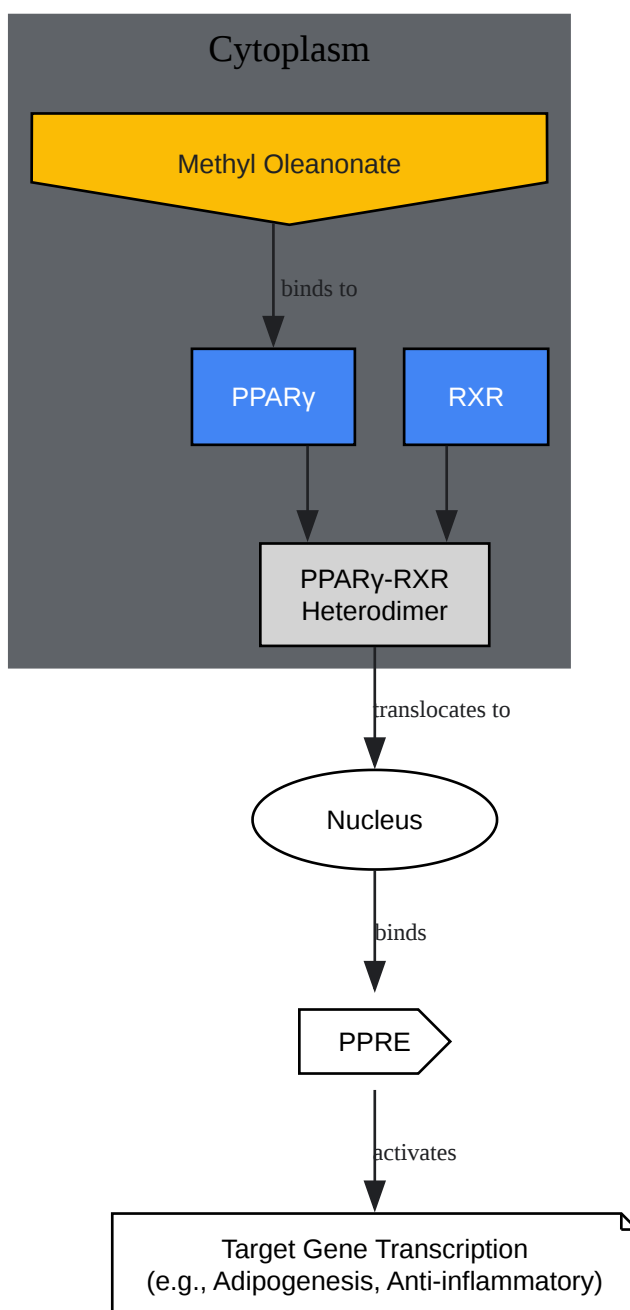 Cytoplasm
Methyl Oleanonate
binds to
PPARγ
RXR
PPARγ-RXR
Heterodimer
translocates to
Nucleus
binds
PPRE
activates
Target Gene Transcription
(e.g., Adipogenesis, Anti-inflammatory)